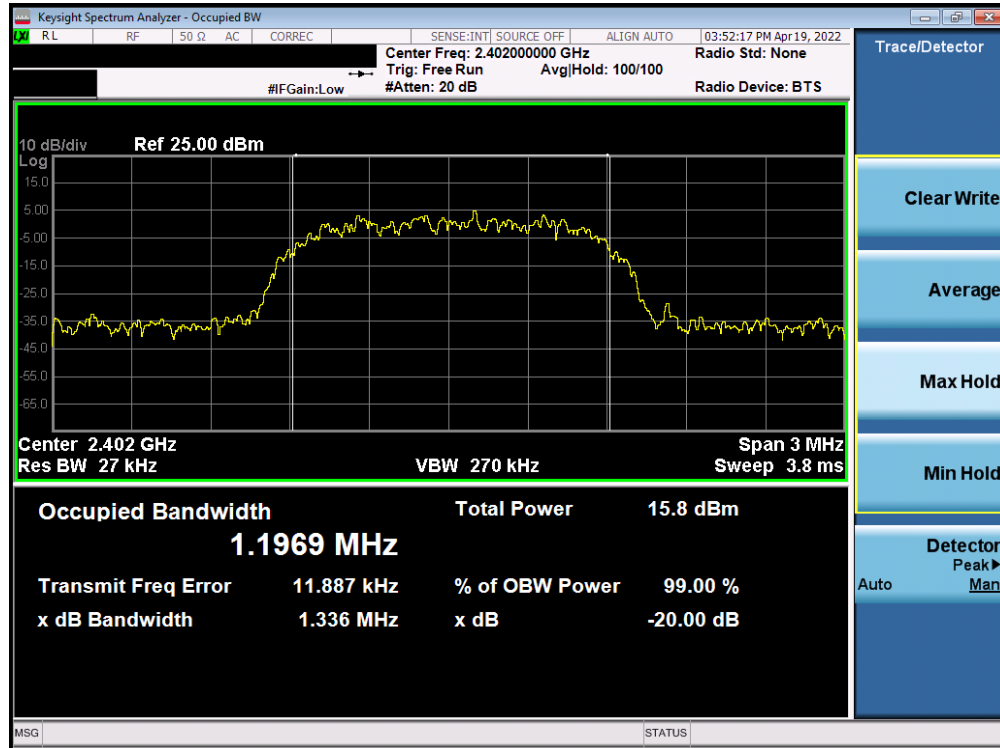 Keysight Spectrum Analyzer - Occupied BW
LXI RL RF 50 Ω AC CORREC SENSE:INT SOURCE OFF ALIGN AUTO 03:52:17 PM Apr 19, 2022
Center Freq: 2.402000000 GHz Radio Std: None
Trig: Free Run Avg|Hold: 100/100
#IFGain:Low #Atten: 20 dB Radio Device: BTS
10 dB/div Ref 25.00 dBm
Log
15.0
5.00
-5.00
-15.0
-25.0
-35.0
-45.0
-55.0
-65.0
Center 2.402 GHz Span 3 MHz
Res BW 27 kHz VBW 270 kHz Sweep 3.8 ms
Occupied Bandwidth Total Power 15.8 dBm
1.1969 MHz
Transmit Freq Error 11.887 kHz % of OBW Power 99.00 %
x dB Bandwidth 1.336 MHz x dB -20.00 dB
MSG STATUS
Trace/Detector
Clear Write
Average
Max Hold
Min Hold
Detector
Peak▶
Auto Man